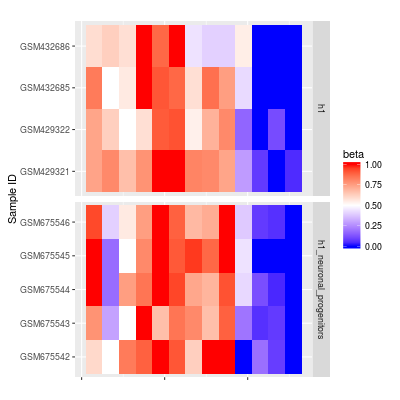 GSM432686
GSM432685
GSM429322
GSM429321
h1
Sample ID
GSM675546
GSM675545
GSM675544
GSM675543
GSM675542
h1_neuronal_progenitors
beta
1.00
0.75
0.50
0.25
0.00